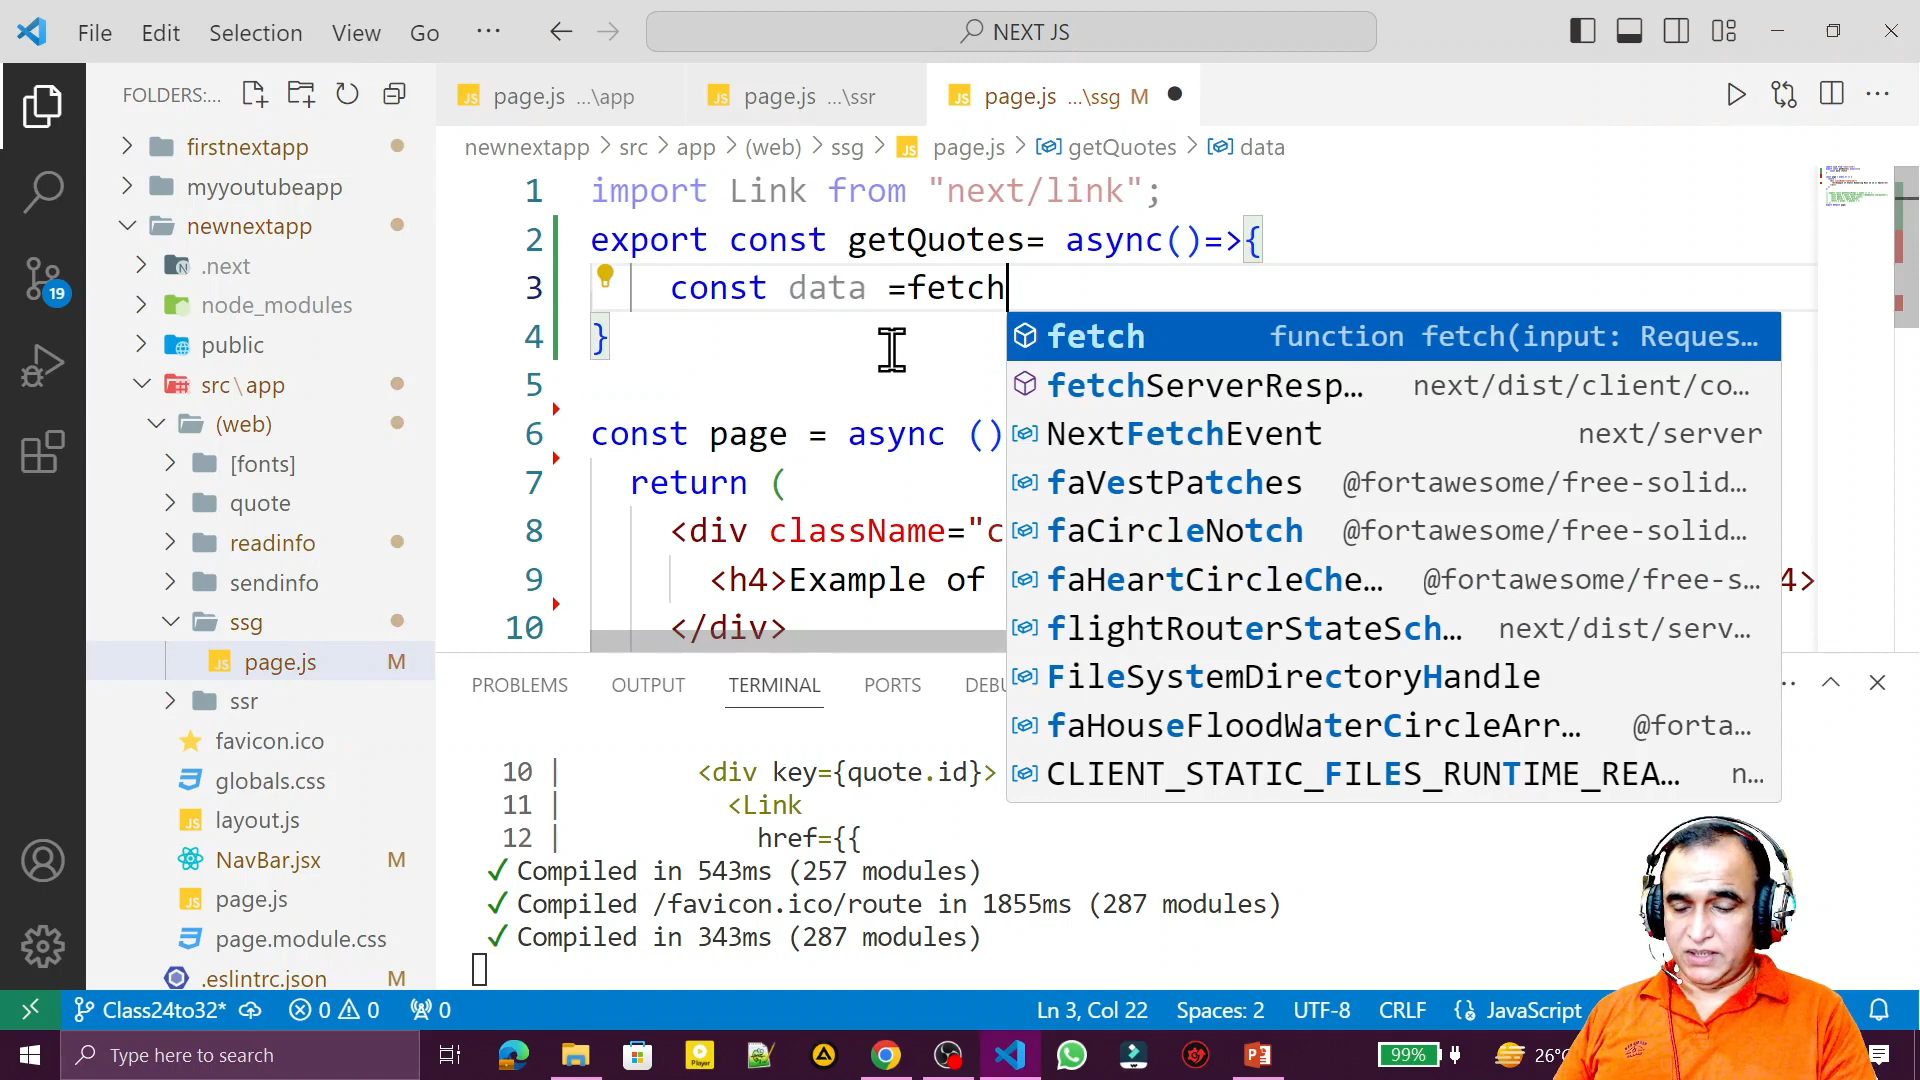 File Edit Selection View Go ··· NEXT JS
FOLDERS:...
firstnextapp
myyoutubeapp
newnextapp
.next
node_modules
public
src\app
(web)
[fonts]
quote
readinfo
sendinfo
ssg
page.js M
ssr
favicon.ico
globals.css
layout.js
NavBar.jsx M
page.js
page.module.css
.eslintrc.json M
19
page.js ...\app page.js ...\ssr page.js ...\ssg M
newnextapp > src > app > (web) > ssg > page.js > getQuotes > data
1 import Link from "next/link";
2 export const getQuotes= async()=>{
3 const data =fetch
4 }
5
6 const page = async ()
7 return (
8 <div className="c
9 <h4>Example of 4>
10 </div>
fetch function fetch(input: Reques…
fetchServerResp… next/dist/client/co…
NextFetchEvent next/server
faVestPatches @fortawesome/free-solid…
faCircleNotch @fortawesome/free-solid…
faHeartCircleChe… @fortawesome/free-s…
flightRouterStateSch… next/dist/serv…
FileSystemDirectoryHandle
faHouseFloodWaterCircleArr… @forta…
CLIENT_STATIC_FILES_RUNTIME_REA… n…
PROBLEMS OUTPUT TERMINAL PORTS DEBU
10 | <div key={quote.id}>
11 | <Link
12 | href={{
✓ Compiled in 543ms (257 modules)
✓ Compiled /favicon.ico/route in 1855ms (287 modules)
✓ Compiled in 343ms (287 modules)
Class24to32* 0 0 0 Ln 3, Col 22 Spaces: 2 UTF-8 CRLF {} JavaScript
Type here to search 99% 26°